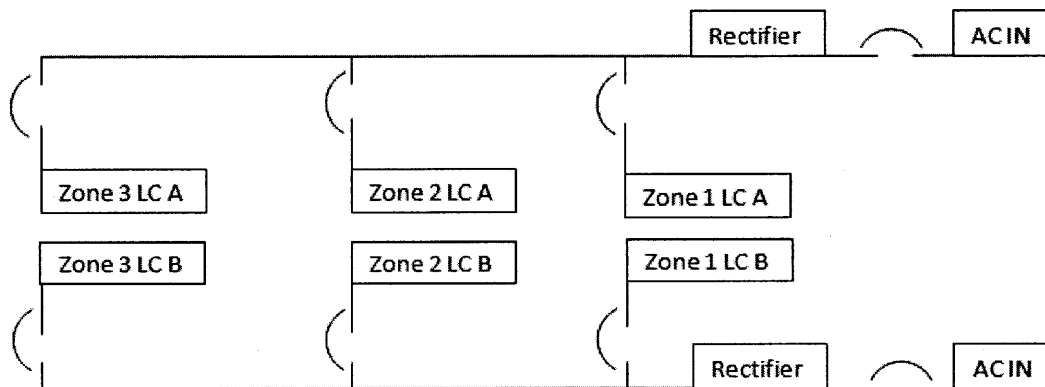 Rectifier
AC IN
Zone 3 LC A
Zone 2 LC A
Zone 1 LC A
Zone 3 LC B
Zone 2 LC B
Zone 1 LC B
Rectifier
AC IN